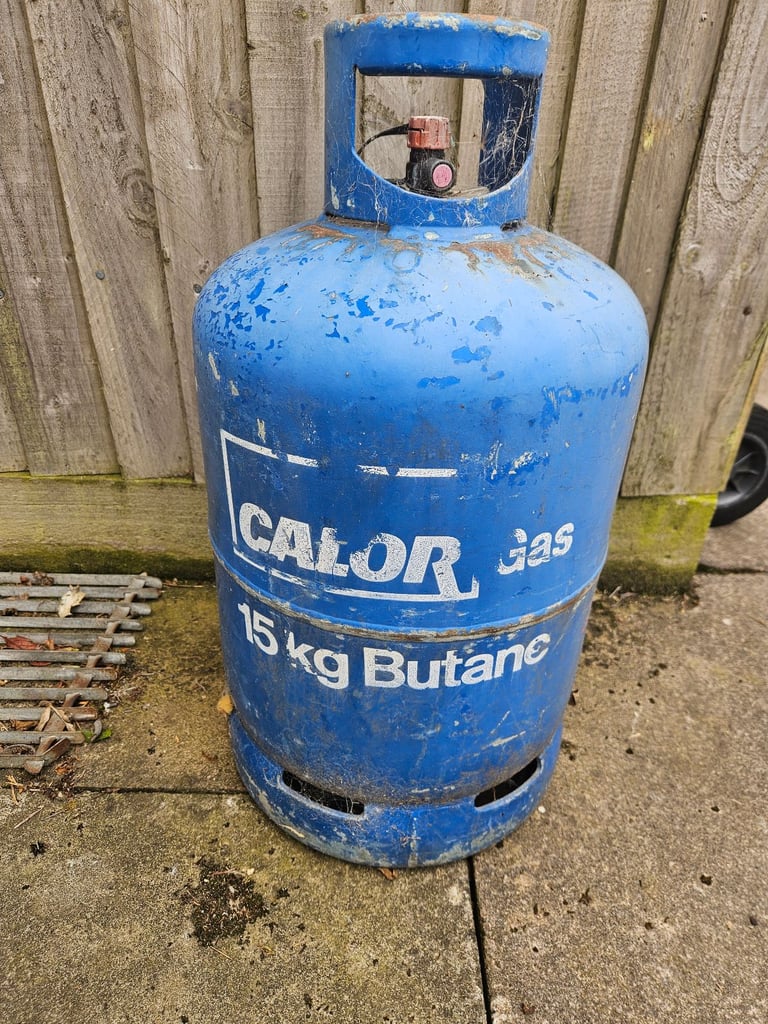 CALOR Gas
15 kg Butane